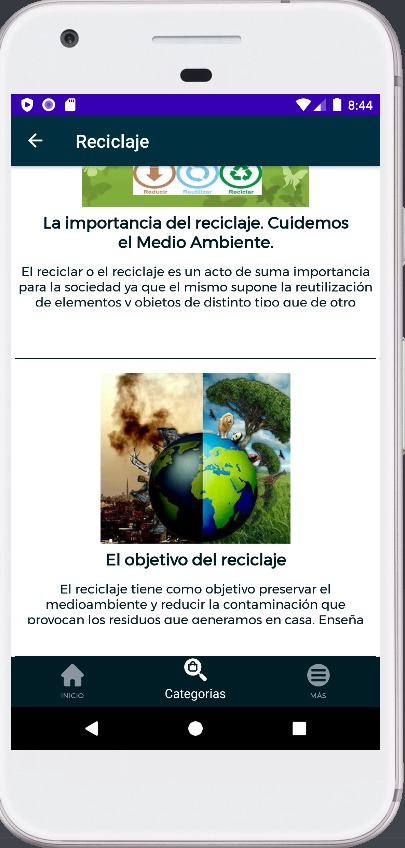 8:44
Reciclaje
Reducir Reutilizar Reciclar
La importancia del reciclaje. Cuidemos
el Medio Ambiente.
El reciclar o el reciclaje es un acto de suma importancia
para la sociedad ya que el mismo supone la reutilización
de elementos y objetos de distinto tipo que de otro
El objetivo del reciclaje
El reciclaje tiene como objetivo preservar el
medioambiente y reducir la contaminación que
provocan los residuos que generamos en casa. Enseña
INICIO
Categorias
MÁS